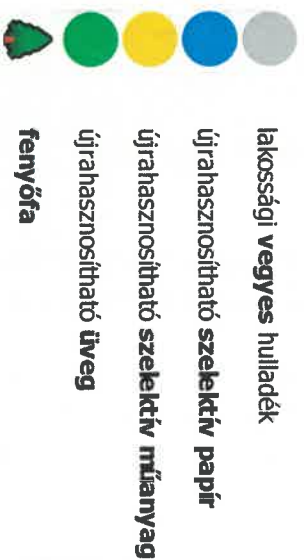 lakossági vegyes hulladék
újrahasznosítható szelektív papír
újrahasznosítható szelektív műanyag
újrahasznosítható üveg
fenyőfa